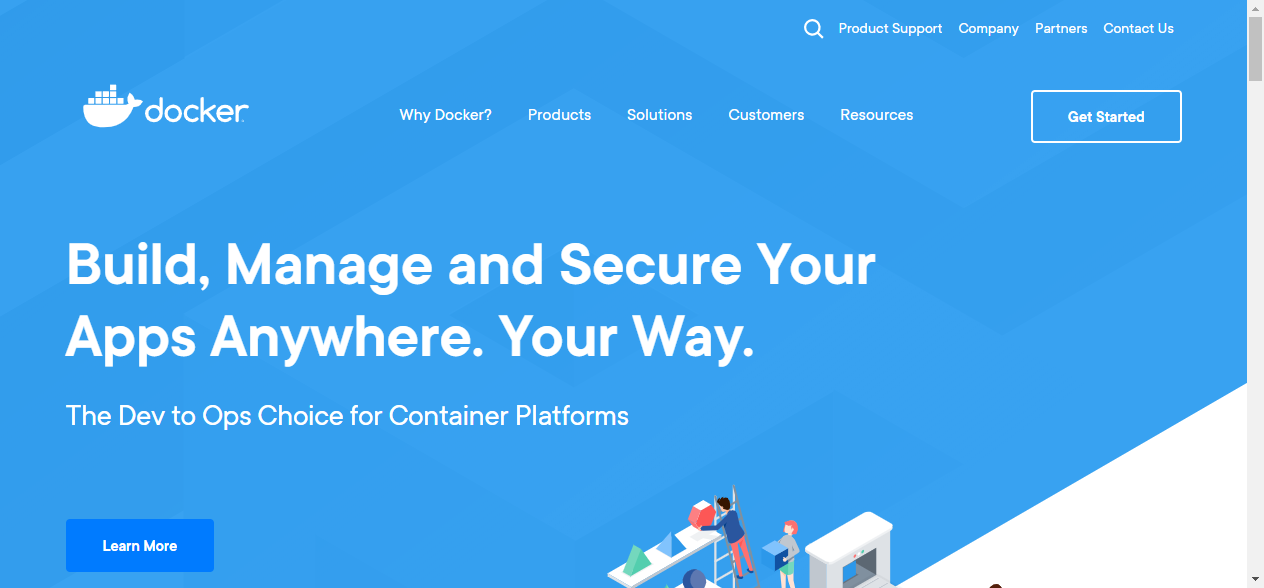 Product Support Company Partners Contact Us
docker
Why Docker? Products Solutions Customers Resources
Get Started
Build, Manage and Secure Your
Apps Anywhere. Your Way.
The Dev to Ops Choice for Container Platforms
Learn More